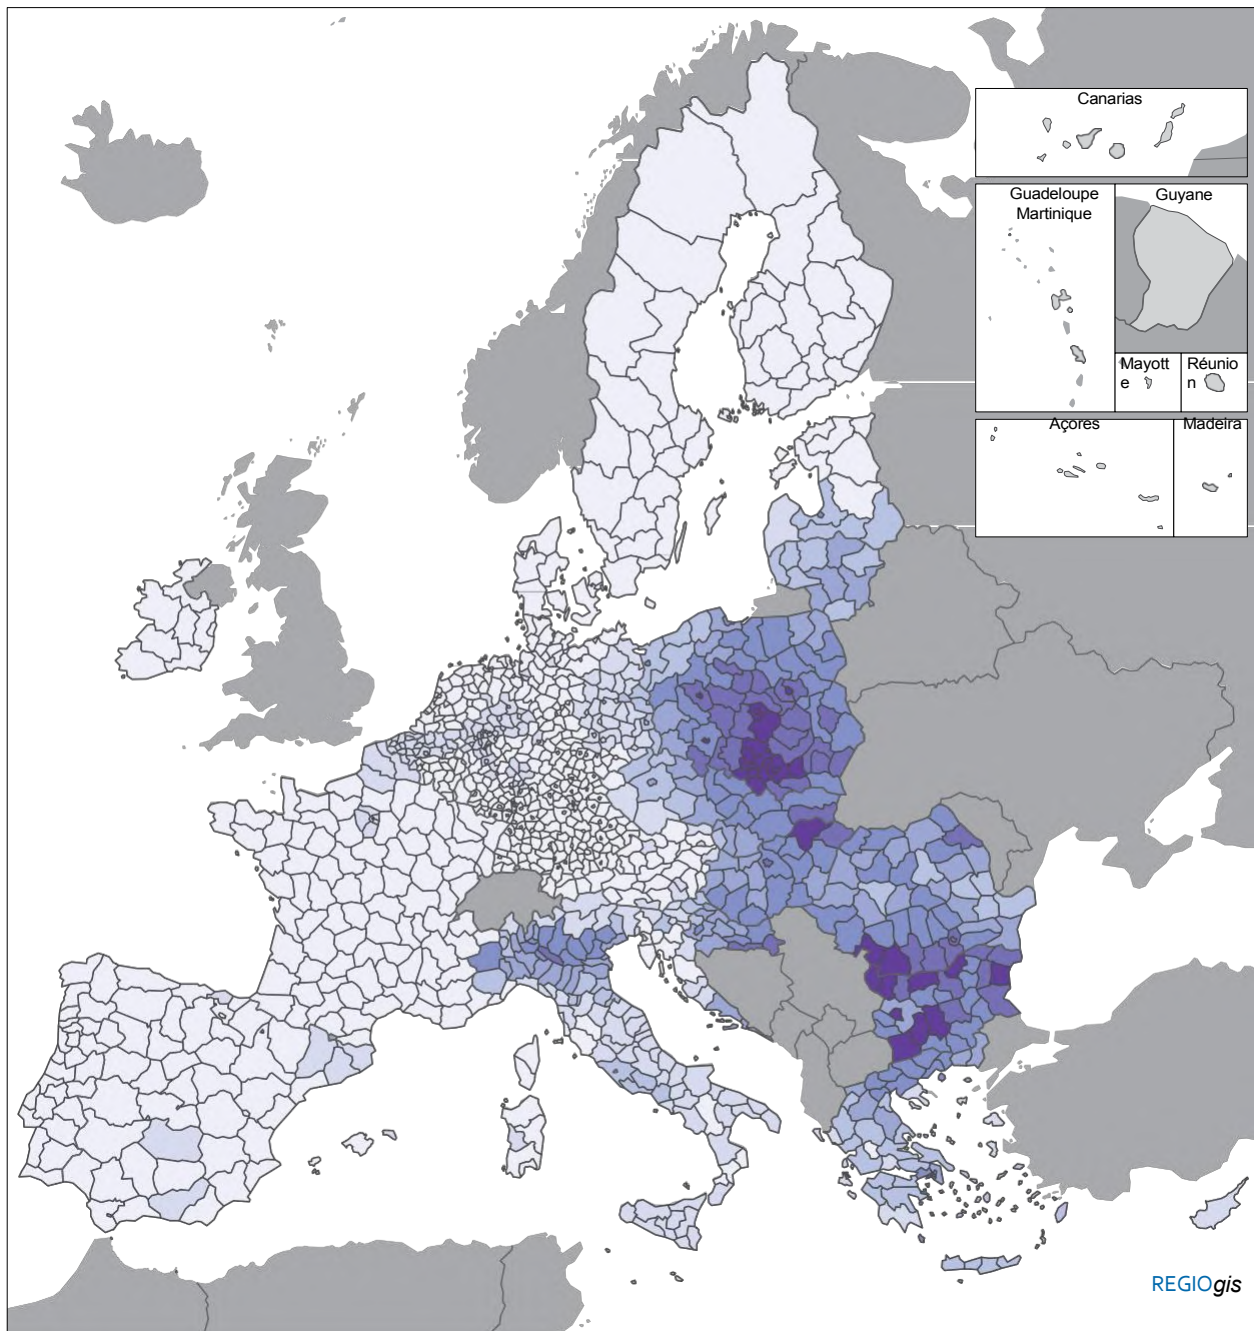 Canarias
Guadeloupe
Martinique
Guyane
Mayott
e
Réunio
n
Açores
Madeira
REGIOgis